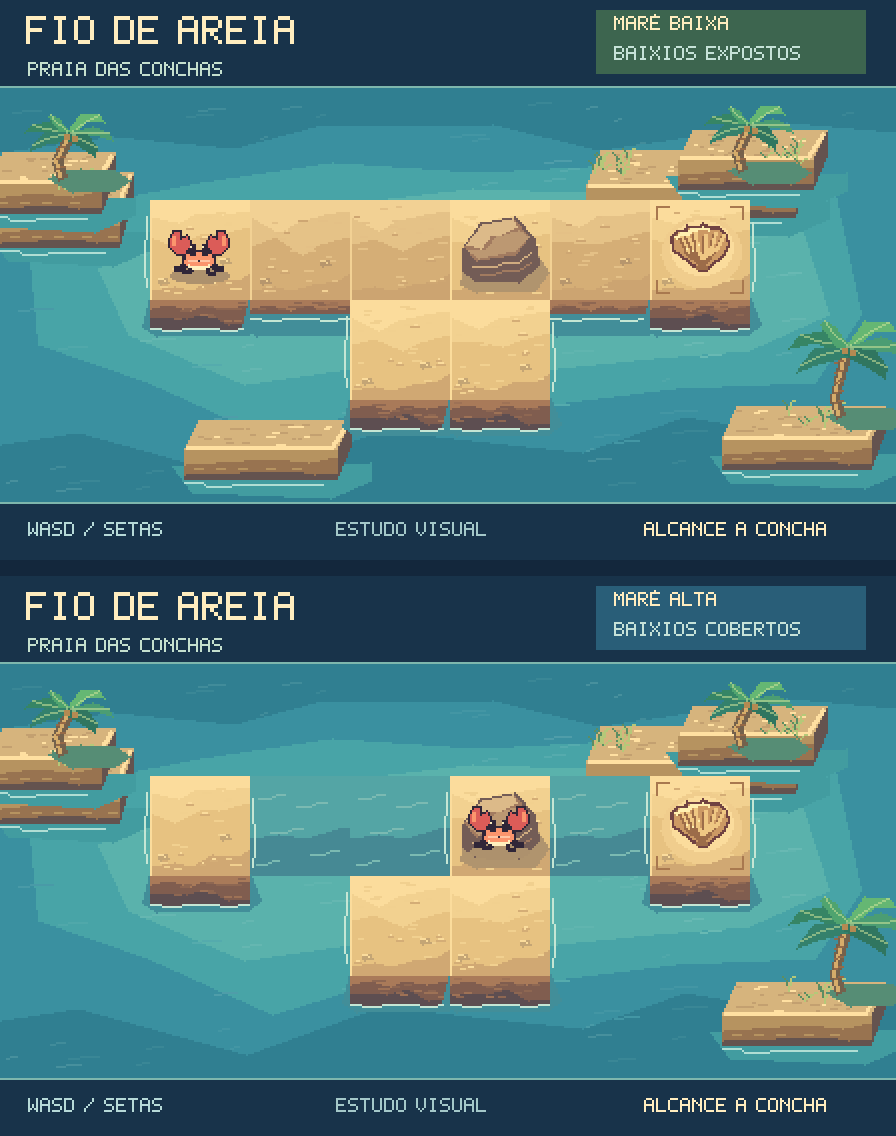 FIO DE AREIA
PRAIA DAS CONCHAS
MARÉ BAIXA
BAIXIOS EXPOSTOS
WASD / SETAS
ESTUDO VISUAL
ALCANCE A CONCHA
FIO DE AREIA
PRAIA DAS CONCHAS
MARÉ ALTA
BAIXIOS COBERTOS
WASD / SETAS
ESTUDO VISUAL
ALCANCE A CONCHA